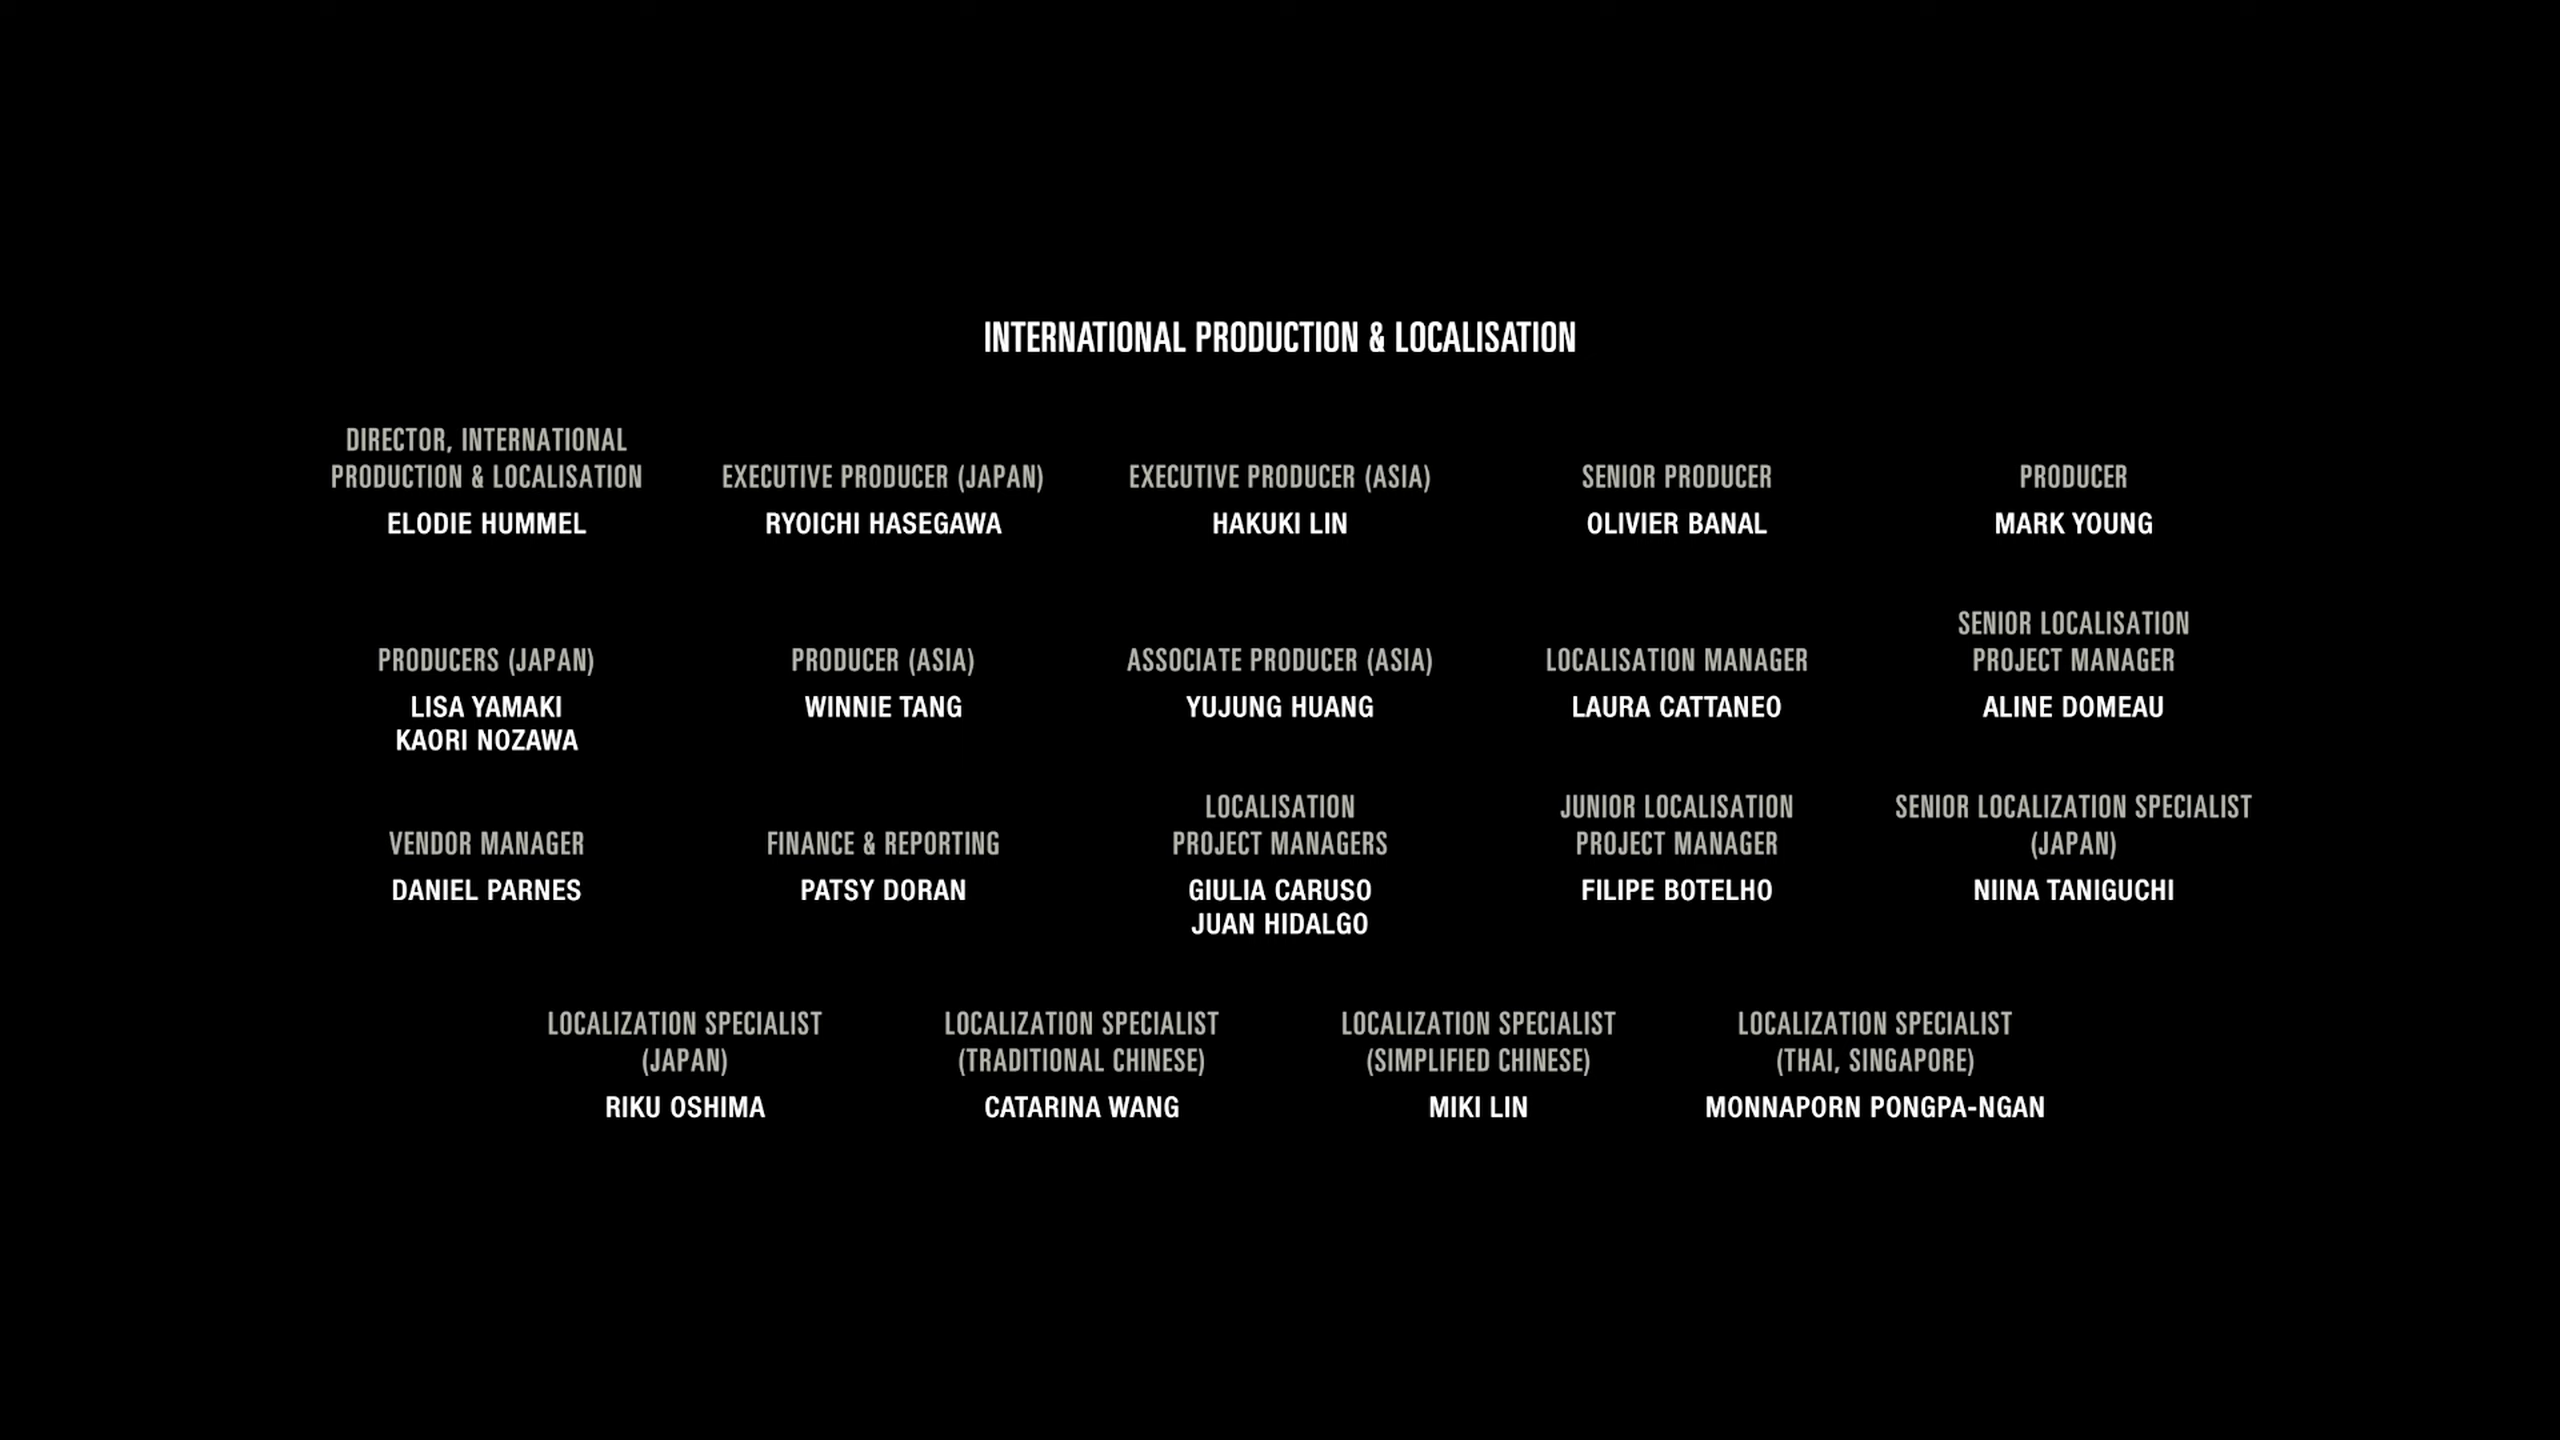 INTERNATIONAL PRODUCTION & LOCALISATION
DIRECTOR, INTERNATIONAL
PRODUCTION & LOCALISATION
ELODIE HUMMEL
EXECUTIVE PRODUCER (JAPAN)
RYOICHI HASEGAWA
EXECUTIVE PRODUCER (ASIA)
HAKUKI LIN
SENIOR PRODUCER
OLIVIER BANAL
PRODUCER
MARK YOUNG
PRODUCERS (JAPAN)
LISA YAMAKI
KAORI NOZAWA
PRODUCER (ASIA)
WINNIE TANG
ASSOCIATE PRODUCER (ASIA)
YUJUNG HUANG
LOCALISATION MANAGER
LAURA CATTANEO
SENIOR LOCALISATION
PROJECT MANAGER
ALINE DOMEAU
VENDOR MANAGER
DANIEL PARNES
FINANCE & REPORTING
PATSY DORAN
LOCALISATION
PROJECT MANAGERS
GIULIA CARUSO
JUAN HIDALGO
JUNIOR LOCALISATION
PROJECT MANAGER
FILIPE BOTELHO
SENIOR LOCALIZATION SPECIALIST
(JAPAN)
NIINA TANIGUCHI
LOCALIZATION SPECIALIST
(JAPAN)
RIKU OSHIMA
LOCALIZATION SPECIALIST
(TRADITIONAL CHINESE)
CATARINA WANG
LOCALIZATION SPECIALIST
(SIMPLIFIED CHINESE)
MIKI LIN
LOCALIZATION SPECIALIST
(THAI, SINGAPORE)
MONNAPORN PONGPA-NGAN